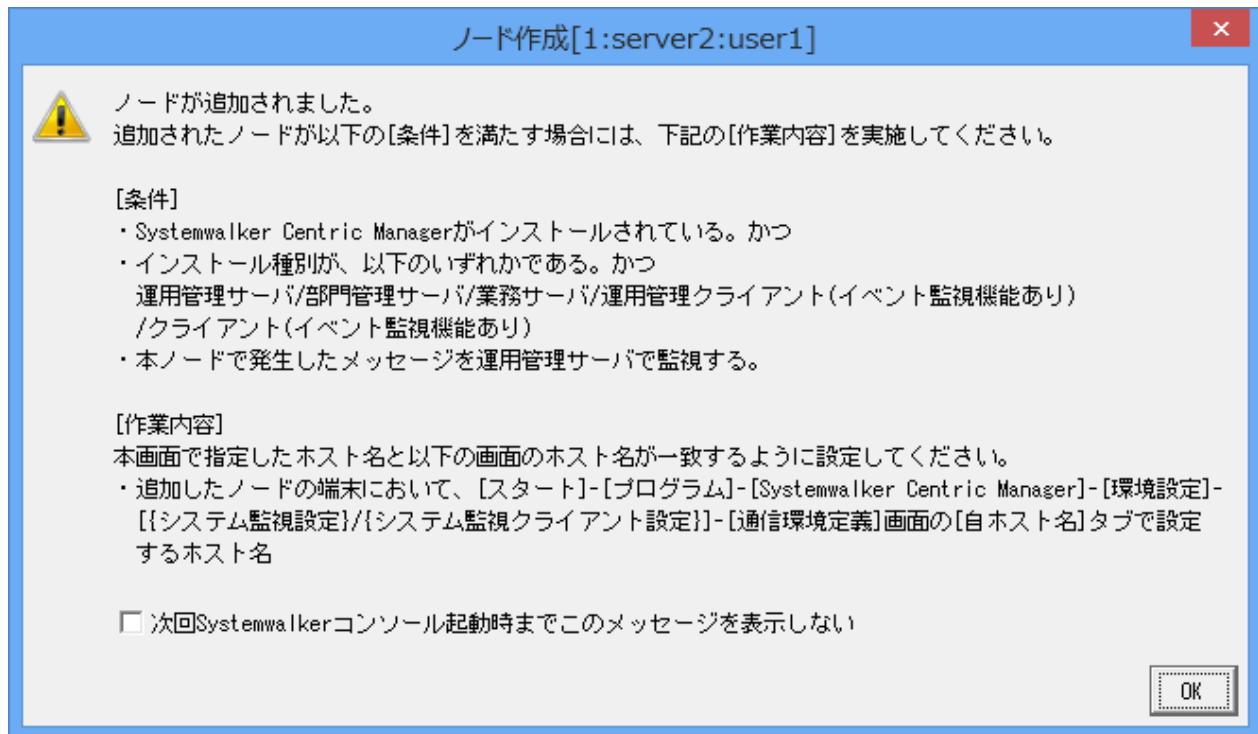 ノード作成[1:server2:user1]
ノードが追加されました。
追加されたノードが以下の[条件]を満たす場合には、下記の[作業内容]を実施してください。
[条件]
・Systemwalker Centric Managerがインストールされている。かつ
・インストール種別が、以下のいずれかである。かつ
運用管理サーバ/部門管理サーバ/業務サーバ/運用管理クライアント(イベント監視機能あり)
/クライアント(イベント監視機能あり)
・本ノードで発生したメッセージを運用管理サーバで監視する。
[作業内容]
本画面で指定したホスト名と以下の画面のホスト名が一致するように設定してください。
・追加したノードの端末において、[スタート]-[プログラム]-[Systemwalker Centric Manager]-[環境設定]-
[{システム監視設定}/{システム監視クライアント設定}]-[通信環境定義]画面の[自ホスト名]タブで設定
するホスト名
次回Systemwalkerコンソール起動時までこのメッセージを表示しない
OK